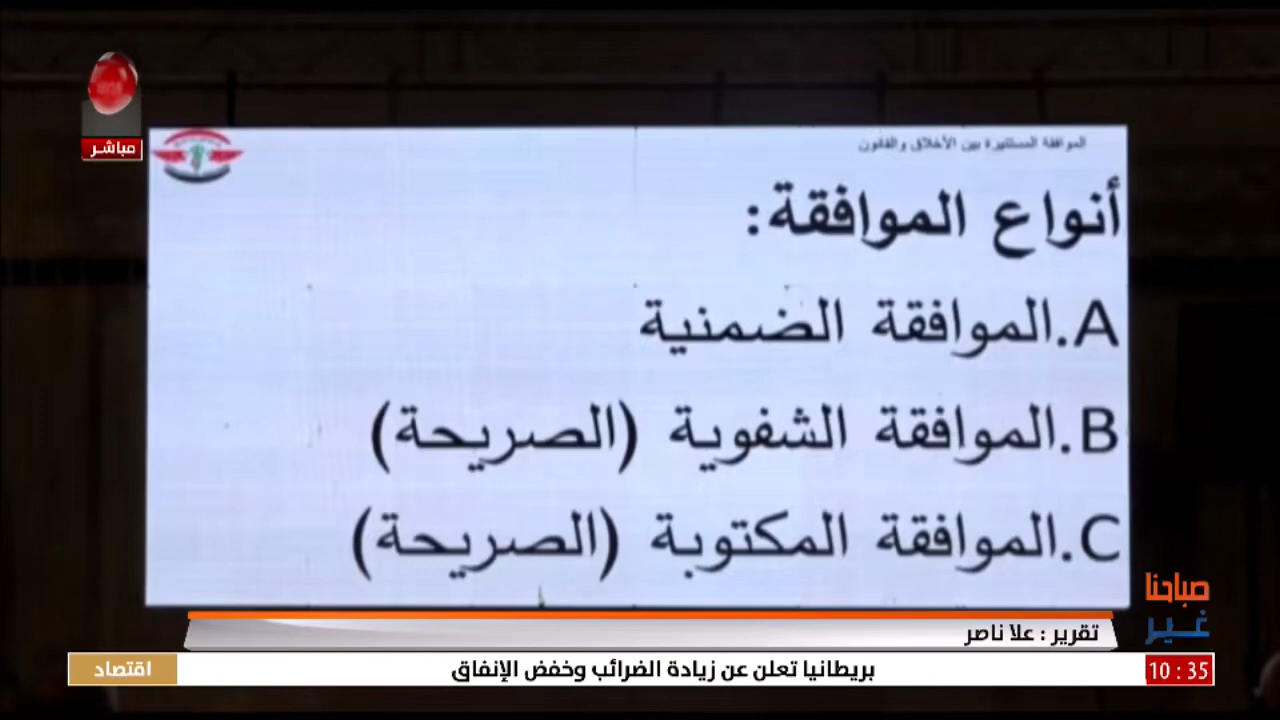 مباشر
الموافقة المستنيرة بين الأخلاق والقانون
أنواع الموافقة:
A.الموافقة الضمنية
B.الموافقة الشفوية (الصريحة)
C.الموافقة المكتوبة (الصريحة)
صباحنا
غير
تقرير : علا ناصر
10 : 35
بريطانيا تعلن عن زيادة الضرائب وخفض الإنفاق
اقتصاد